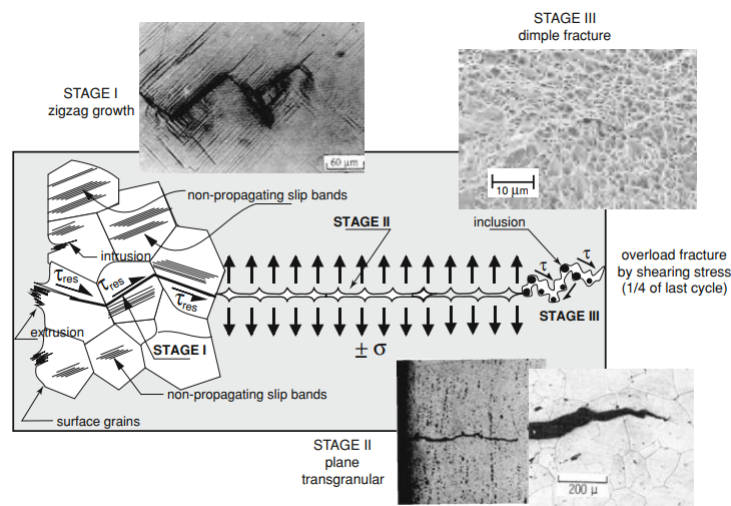 STAGE III
dimple fracture
STAGE I
zigzag growth
60 μm
10 μm
non-propagating slip bands
STAGE II
inclusion
intrusion
τres
τres
τres
τ
τ
overload fracture
by shearing stress
(1/4 of last cycle)
extrusion
STAGE I
STAGE III
± σ
non-propagating slip bands
surface grains
STAGE II
plane
transgranular
200 μ